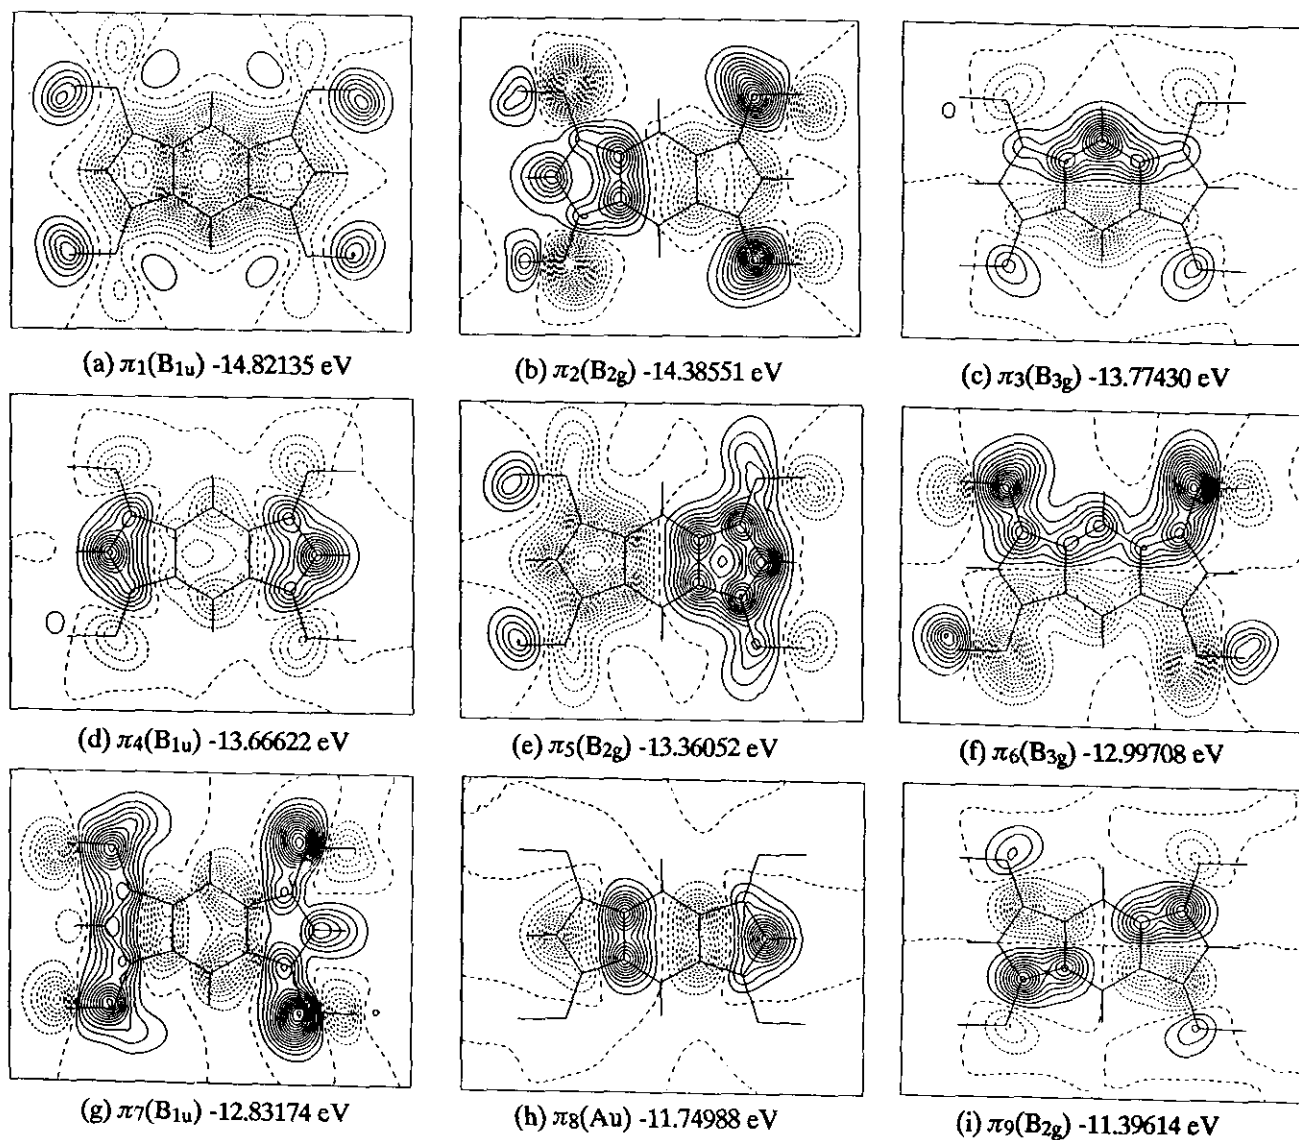 (a) π₁(B₁ᵤ) -14.82135 eV
(b) π₂(B₂g) -14.38551 eV
(c) π₃(B₃g) -13.77430 eV
(d) π₄(B₁ᵤ) -13.66622 eV
(e) π₅(B₂g) -13.36052 eV
(f) π₆(B₃g) -12.99708 eV
(g) π₇(B₁ᵤ) -12.83174 eV
(h) π₈(Au) -11.74988 eV
(i) π₉(B₂g) -11.39614 eV